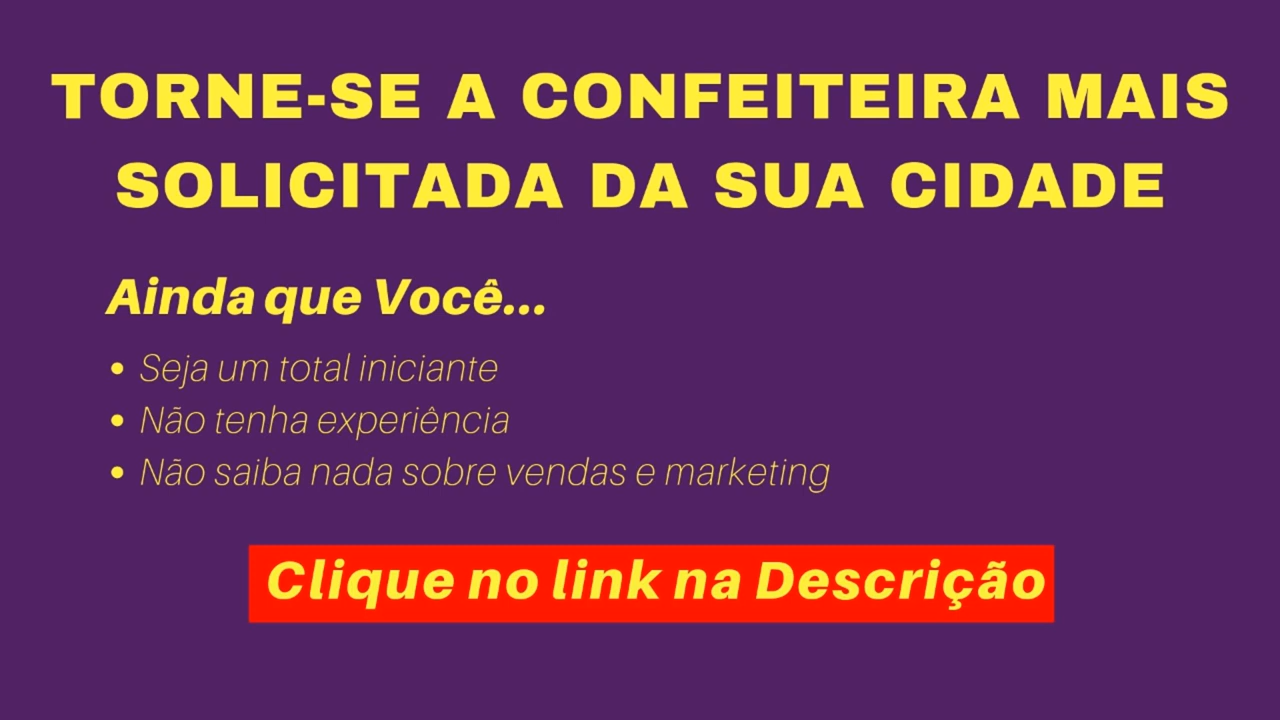 TORNE-SE A CONFEITEIRA MAIS
SOLICITADA DA SUA CIDADE
Ainda que Você...
• Seja um total iniciante
• Não tenha experiência
• Não saiba nada sobre vendas e marketing
Clique no link na Descrição